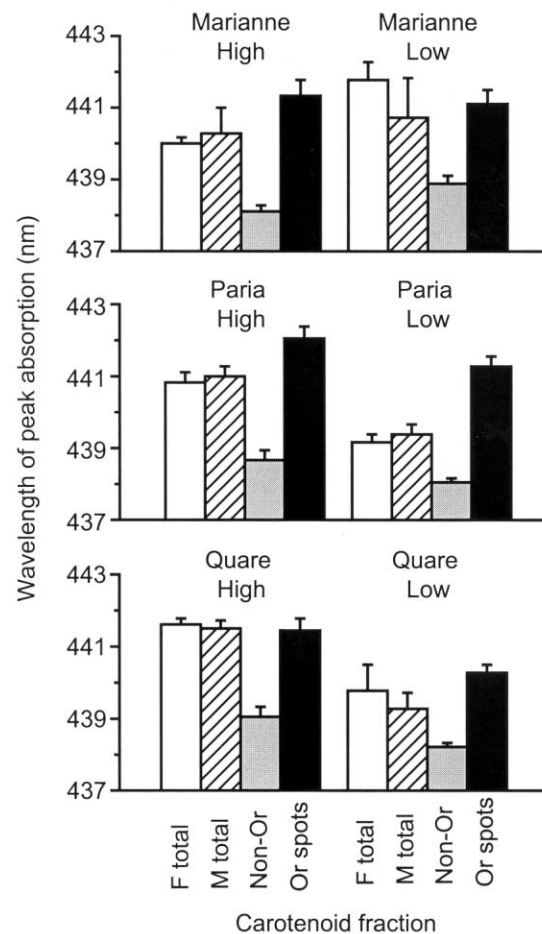 Wavelength of peak absorption (nm)
Marianne
High
Marianne
Low
443
441
439
437
Paria
High
Paria
Low
443
441
439
437
Quare
High
Quare
Low
443
441
439
437
F total
M total
Non-Or
Or spots
F total
M total
Non-Or
Or spots
Carotenoid fraction